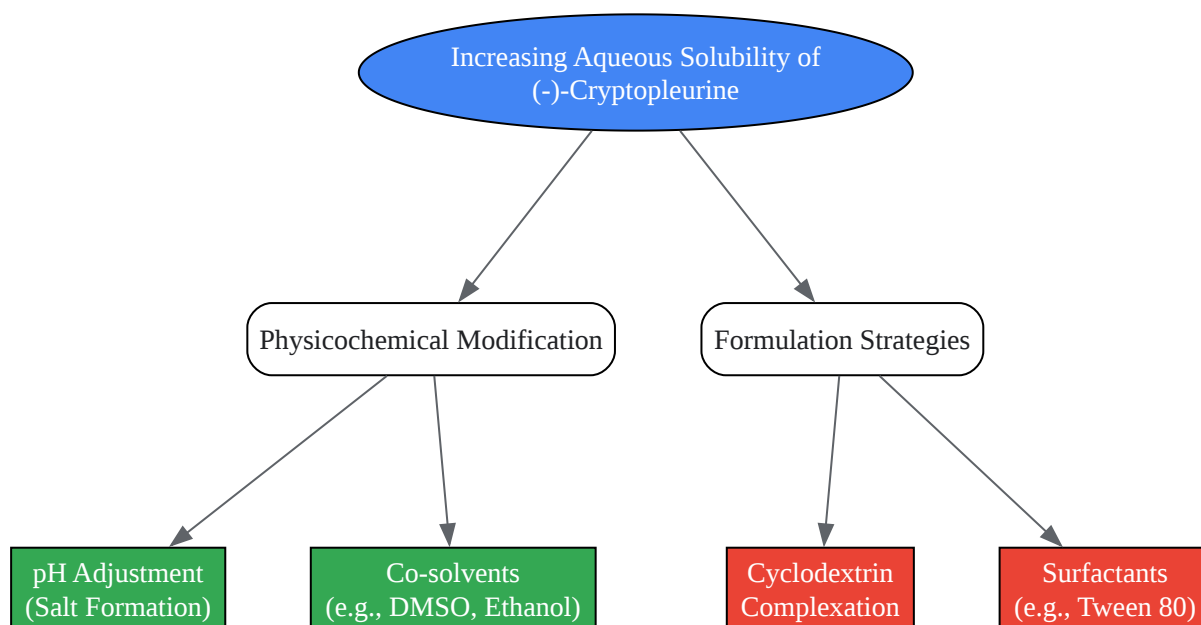 Increasing Aqueous Solubility of
(-)-Cryptopleurine
Physicochemical Modification
Formulation Strategies
pH Adjustment
(Salt Formation)
Co-solvents
(e.g., DMSO, Ethanol)
Cyclodextrin
Complexation
Surfactants
(e.g., Tween 80)